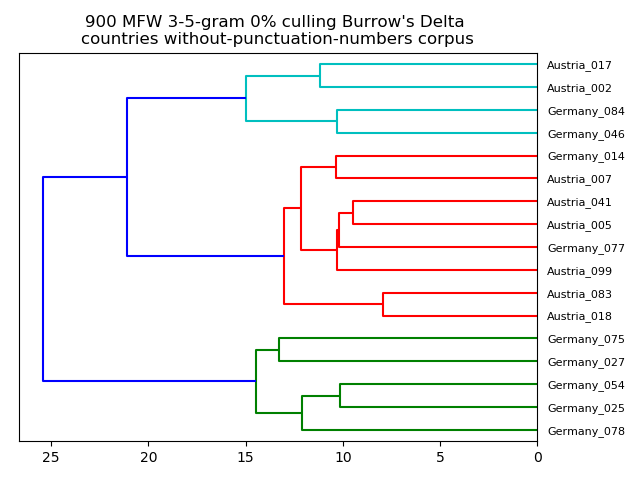 900 MFW 3-5-gram 0% culling Burrow's Delta
countries without-punctuation-numbers corpus
Austria_017
Austria_002
Germany_084
Germany_046
Germany_014
Austria_007
Austria_041
Austria_005
Germany_077
Austria_099
Austria_083
Austria_018
Germany_075
Germany_027
Germany_054
Germany_025
Germany_078
25 20 15 10 5 0